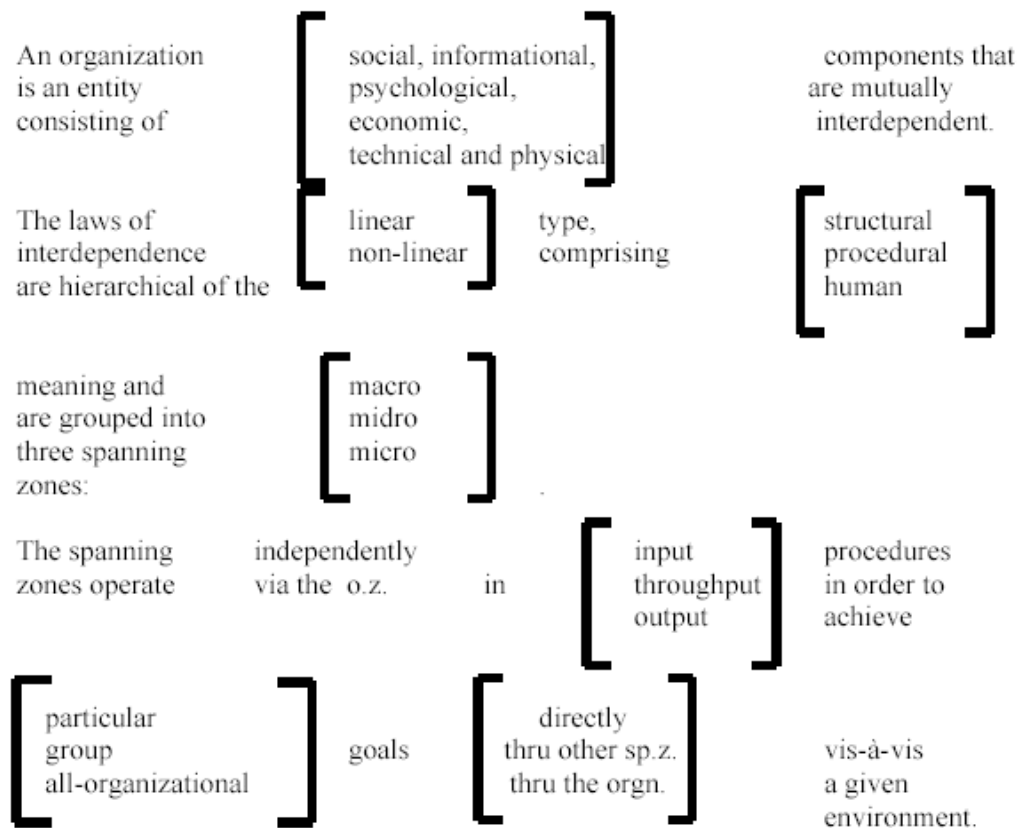 An organization social, informational, components that
is an entity psychological, are mutually
consisting of economic, interdependent.
technical and physical
The laws of linear type, structural
interdependence non-linear comprising procedural
are hierarchical of the human
meaning and macro
are grouped into midro
three spanning micro
zones: .
The spanning independently input procedures
zones operate via the o.z. in throughput in order to
output achieve
particular directly
group goals thru other sp.z. vis-à-vis
all-organizational thru the orgn. a given
environment.